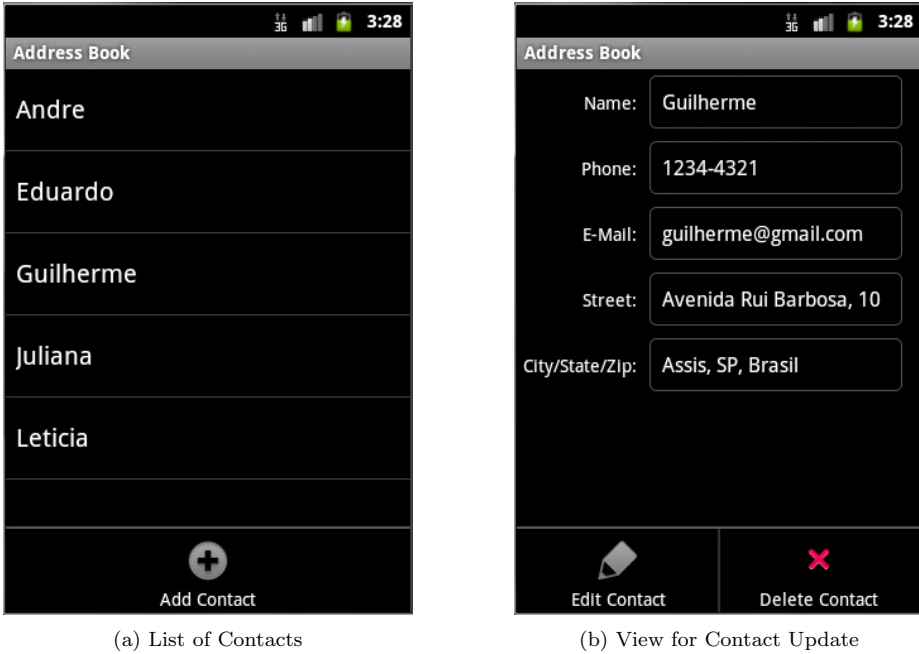 3G 3:28
Address Book
Andre
Eduardo
Guilherme
Juliana
Leticia
Add Contact
(a) List of Contacts
3G 3:28
Address Book
Name: Guilherme
Phone: 1234-4321
E-Mail: guilherme@gmail.com
Street: Avenida Rui Barbosa, 10
City/State/Zip: Assis, SP, Brasil
Edit Contact Delete Contact
(b) View for Contact Update